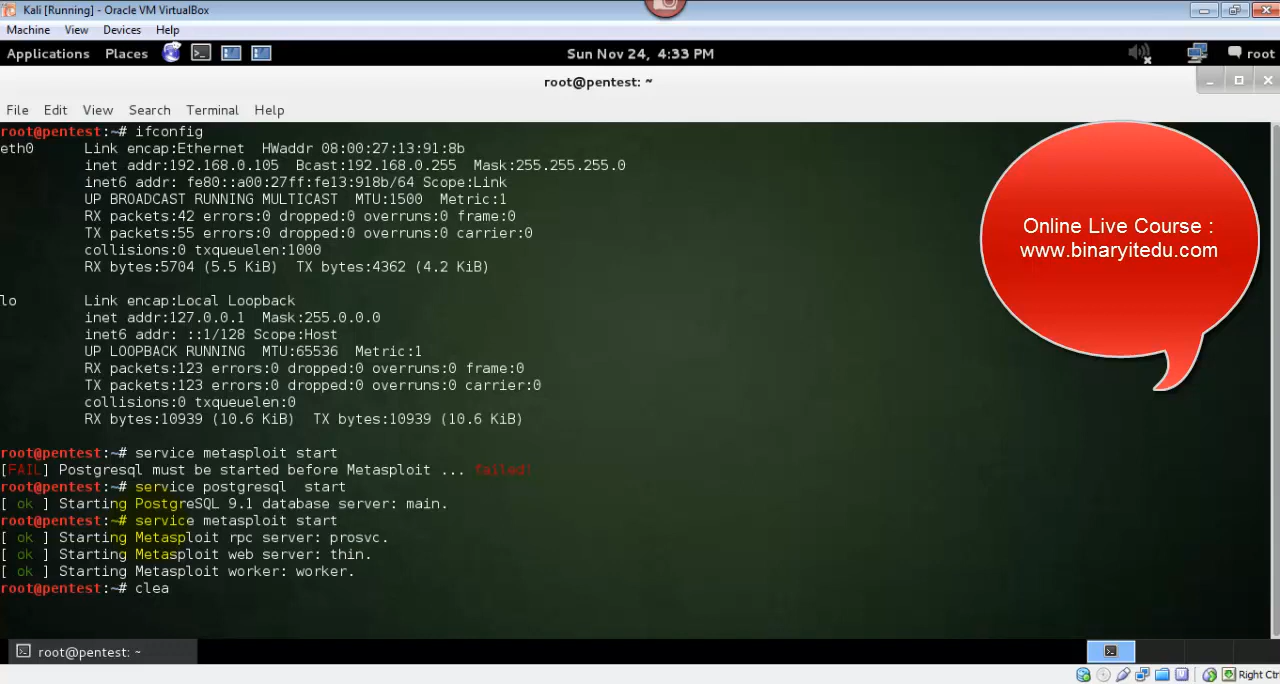 Kali [Running] - Oracle VM VirtualBox
Machine View Devices Help
Applications Places Sun Nov 24, 4:33 PM root
root@pentest: ~
File Edit View Search Terminal Help
root@pentest:~# ifconfig
eth0 Link encap:Ethernet HWaddr 08:00:27:13:91:8b
inet addr:192.168.0.105 Bcast:192.168.0.255 Mask:255.255.255.0
inet6 addr: fe80::a00:27ff:fe13:918b/64 Scope:Link
UP BROADCAST RUNNING MULTICAST MTU:1500 Metric:1
RX packets:42 errors:0 dropped:0 overruns:0 frame:0
TX packets:55 errors:0 dropped:0 overruns:0 carrier:0
collisions:0 txqueuelen:1000
RX bytes:5704 (5.5 KiB) TX bytes:4362 (4.2 KiB)
lo Link encap:Local Loopback
inet addr:127.0.0.1 Mask:255.0.0.0
inet6 addr: ::1/128 Scope:Host
UP LOOPBACK RUNNING MTU:65536 Metric:1
RX packets:123 errors:0 dropped:0 overruns:0 frame:0
TX packets:123 errors:0 dropped:0 overruns:0 carrier:0
collisions:0 txqueuelen:0
RX bytes:10939 (10.6 KiB) TX bytes:10939 (10.6 KiB)
root@pentest:~# service metasploit start
[FAIL] Postgresql must be started before Metasploit ... failed!
root@pentest:~# service postgresql start
[ ok ] Starting PostgreSQL 9.1 database server: main.
root@pentest:~# service metasploit start
[ ok ] Starting Metasploit rpc server: prosvc.
[ ok ] Starting Metasploit web server: thin.
[ ok ] Starting Metasploit worker: worker.
root@pentest:~# clea
Online Live Course :
www.binaryitedu.com
root@pentest: ~
Right Ctr